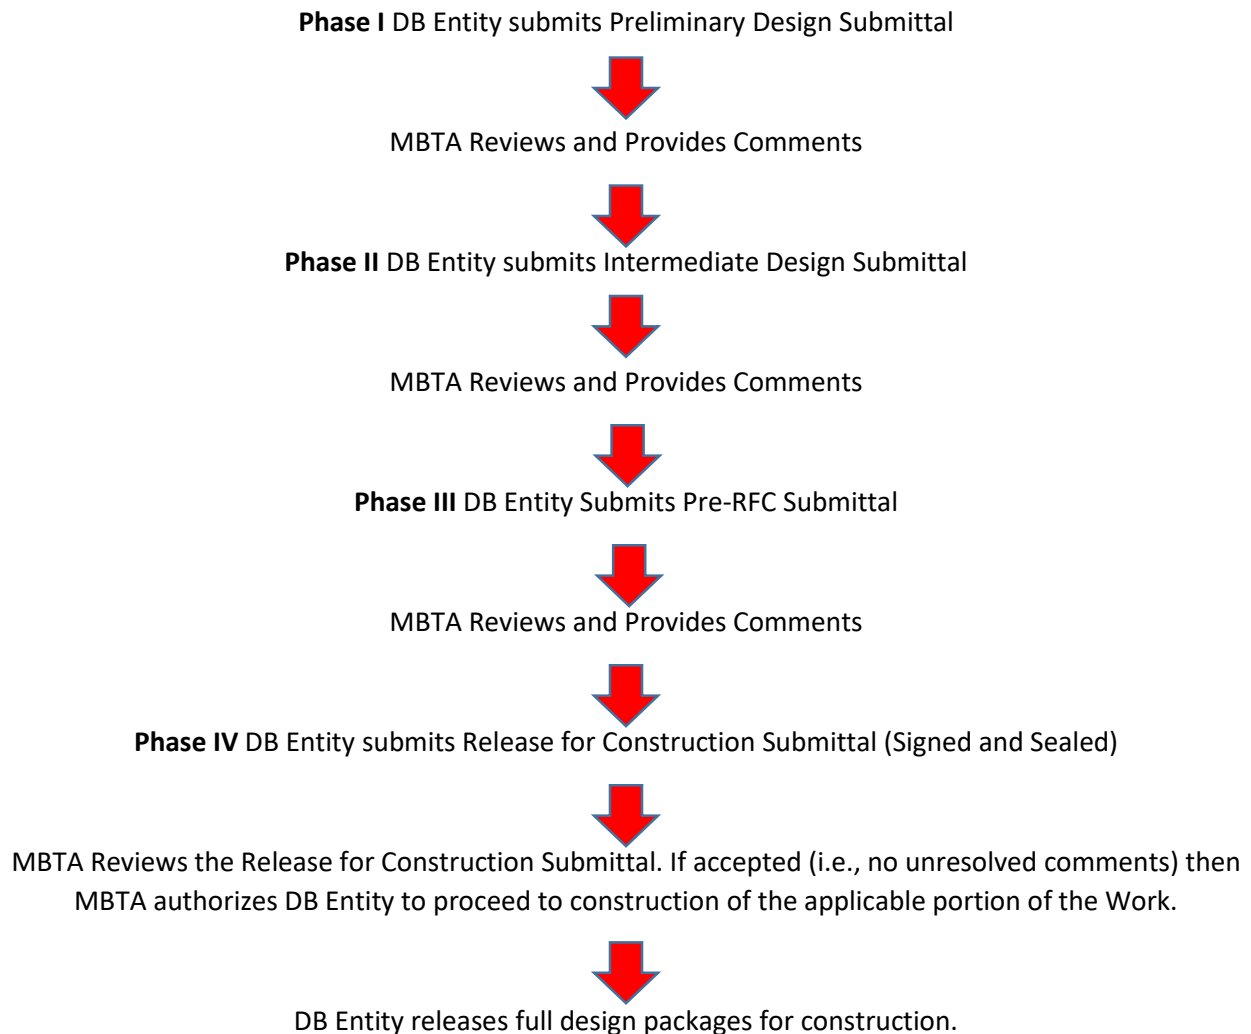 Phase I DB Entity submits Preliminary Design Submittal
MBTA Reviews and Provides Comments
Phase II DB Entity submits Intermediate Design Submittal
MBTA Reviews and Provides Comments
Phase III DB Entity Submits Pre-RFC Submittal
MBTA Reviews and Provides Comments
Phase IV DB Entity submits Release for Construction Submittal (Signed and Sealed)
MBTA Reviews the Release for Construction Submittal. If accepted (i.e., no unresolved comments) then
MBTA authorizes DB Entity to proceed to construction of the applicable portion of the Work.
DB Entity releases full design packages for construction.